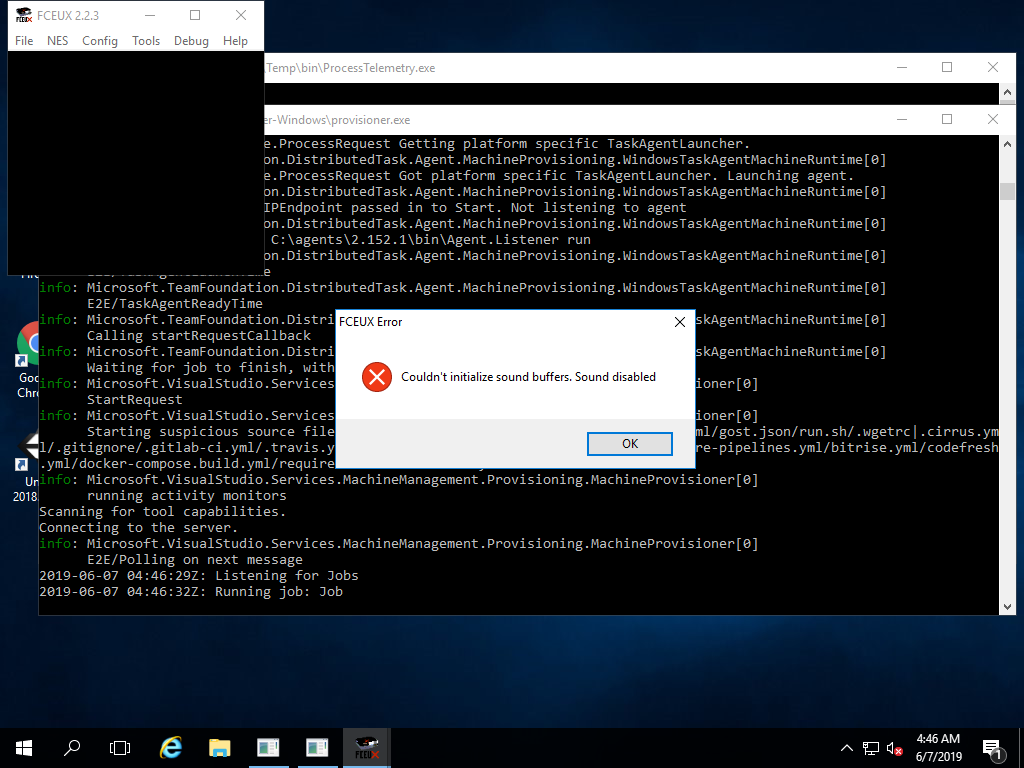 FCEUX 2.2.3
File NES Config Tools Debug Help
\Temp\bin\ProcessTelemetry.exe
er-Windows\provisioner.exe
e.ProcessRequest Getting platform specific TaskAgentLauncher.
on.DistributedTask.Agent.MachineProvisioning.WindowsTaskAgentMachineRuntime[0]
e.ProcessRequest Got platform specific TaskAgentLauncher. Launching agent.
on.DistributedTask.Agent.MachineProvisioning.WindowsTaskAgentMachineRuntime[0]
IPEndpoint passed in to Start. Not listening to agent
on.DistributedTask.Agent.MachineProvisioning.WindowsTaskAgentMachineRuntime[0]
C:\agents\2.152.1\bin\Agent.Listener run
on.DistributedTask.Agent.MachineProvisioning.WindowsTaskAgentMachineRuntime[0]
info: Microsoft.TeamFoundation.DistributedTask.Agent.MachineProvisioning.WindowsTaskAgentMachineRuntime[0]
E2E/TaskAgentReadyTime
info: Microsoft.TeamFoundation.Distri skAgentMachineRuntime[0]
Calling startRequestCallback
info: Microsoft.TeamFoundation.Distri skAgentMachineRuntime[0]
Waiting for job to finish, with
info: Microsoft.VisualStudio.Services ioner[0]
StartRequest
info: Microsoft.VisualStudio.Services ioner[0]
Starting suspicious source file ml/gost.json/run.sh/.wgetrc|.cirrus.ym
l/.gitignore/.gitlab-ci.yml/.travis.y re-pipelines.yml/bitrise.yml/codefresh
.yml/docker-compose.build.yml/require
info: Microsoft.VisualStudio.Services.MachineManagement.Provisioning.MachineProvisioner[0]
running activity monitors
Scanning for tool capabilities.
Connecting to the server.
info: Microsoft.VisualStudio.Services.MachineManagement.Provisioning.MachineProvisioner[0]
E2E/Polling on next message
2019-06-07 04:46:29Z: Listening for Jobs
2019-06-07 04:46:32Z: Running job: Job
FCEUX Error
Couldn't initialize sound buffers. Sound disabled
OK
Goo
Chro
Un
2018.
FCEUX
4:46 AM
6/7/2019
1